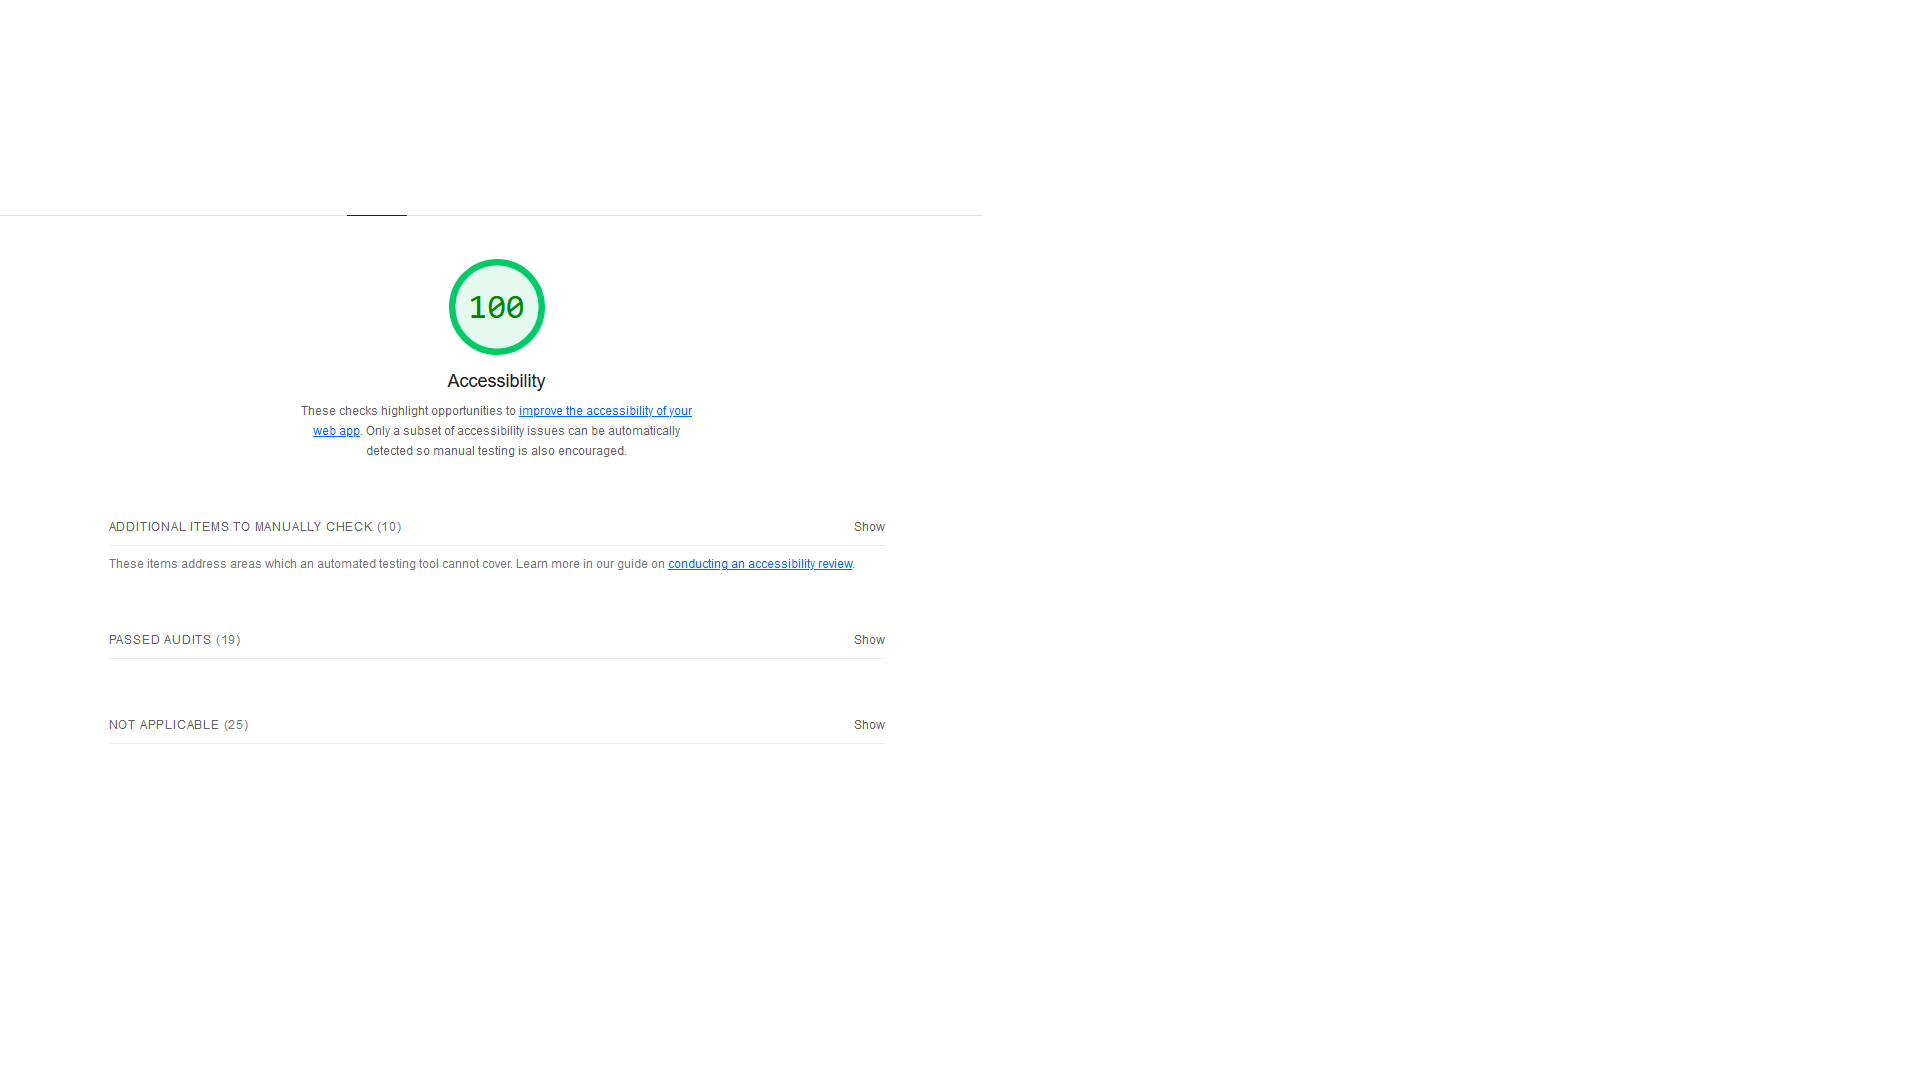 100
Accessibility
These checks highlight opportunities to improve the accessibility of your
web app. Only a subset of accessibility issues can be automatically
detected so manual testing is also encouraged.
ADDITIONAL ITEMS TO MANUALLY CHECK (10) Show
These items address areas which an automated testing tool cannot cover. Learn more in our guide on conducting an accessibility review.
PASSED AUDITS (19) Show
NOT APPLICABLE (25) Show